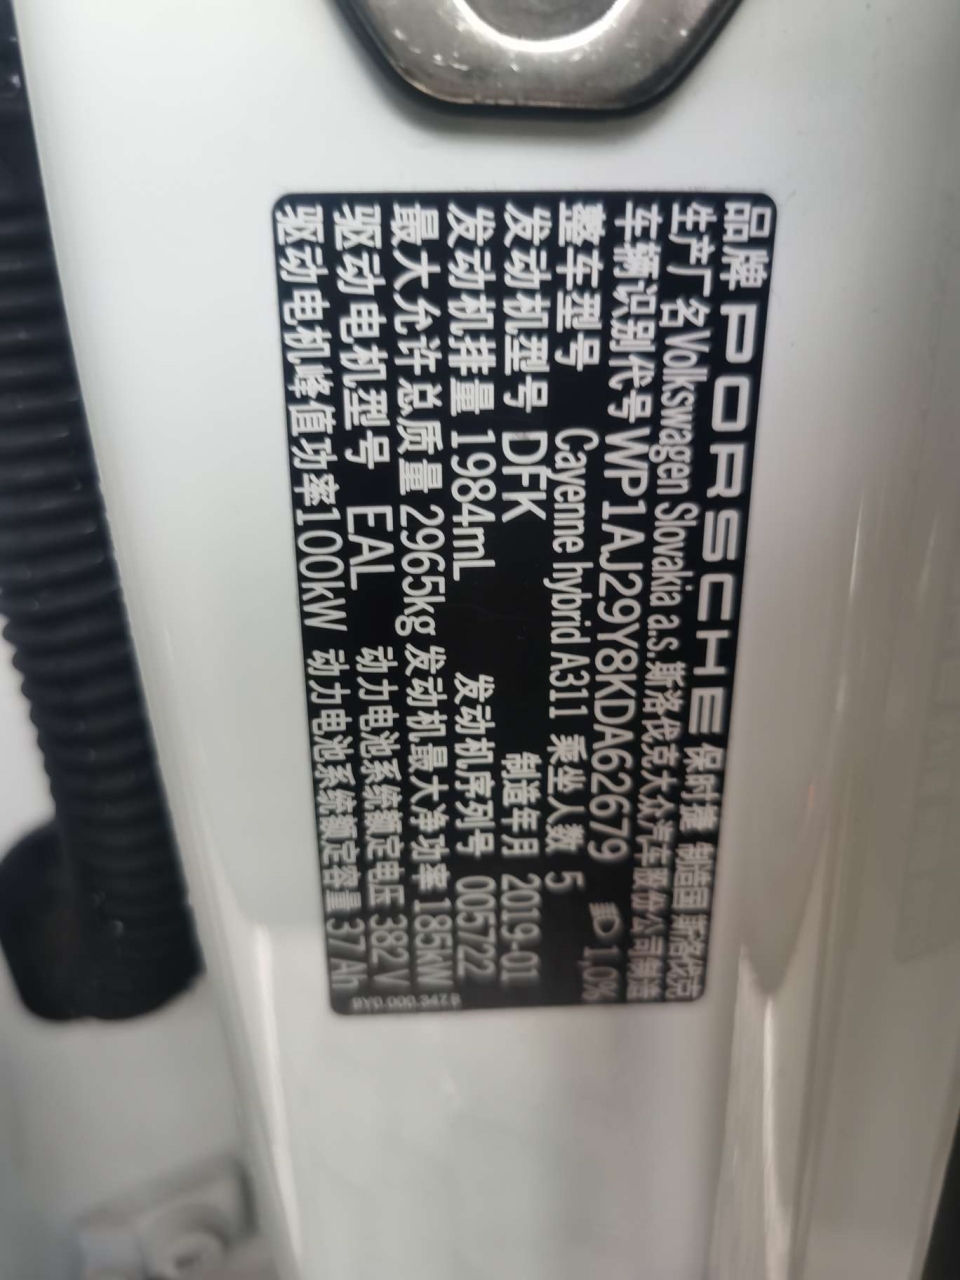 品牌 PORSCHE 保时捷 制造国 斯洛伐克
生产厂名 Volkswagen Slovakia a.s. 斯洛伐克大众汽车股份公司制造
车辆识别代号 WP1AJ29Y8KDA62679 1,0%
整车型号 Cayenne hybrid A311 乘坐人数 5
发动机型号 DFK 制造年月 2019-01
发动机排量 1984mL 发动机序列号 005722
最大允许总质量 2965kg 发动机最大净功率 185kW
驱动电机型号 EAL 动力电池系统额定电压 382 V
驱动电机峰值功率 100kW 动力电池系统额定容量 37 Ah
9Y0.000.347.B